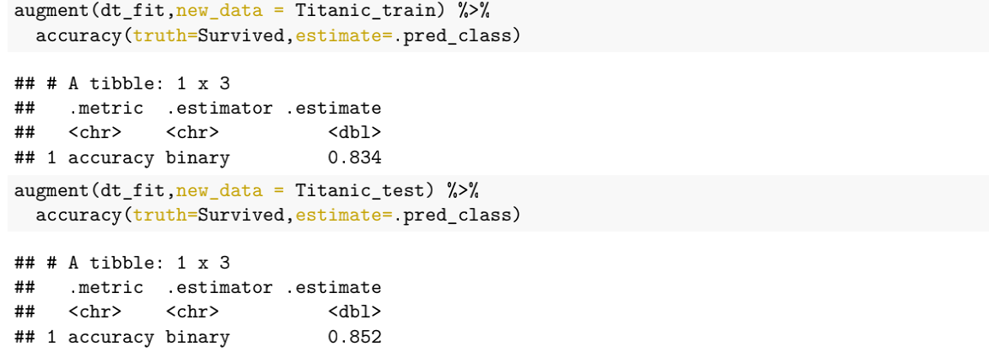 augment(dt_fit,new_data = Titanic_train) %>%
  accuracy(truth=Survived,estimate=.pred_class)
## # A tibble: 1 x 3
##   .metric  .estimator .estimate
##   <chr>    <chr>          <dbl>
## 1 accuracy binary         0.834
augment(dt_fit,new_data = Titanic_test) %>%
  accuracy(truth=Survived,estimate=.pred_class)
## # A tibble: 1 x 3
##   .metric  .estimator .estimate
##   <chr>    <chr>          <dbl>
## 1 accuracy binary         0.852